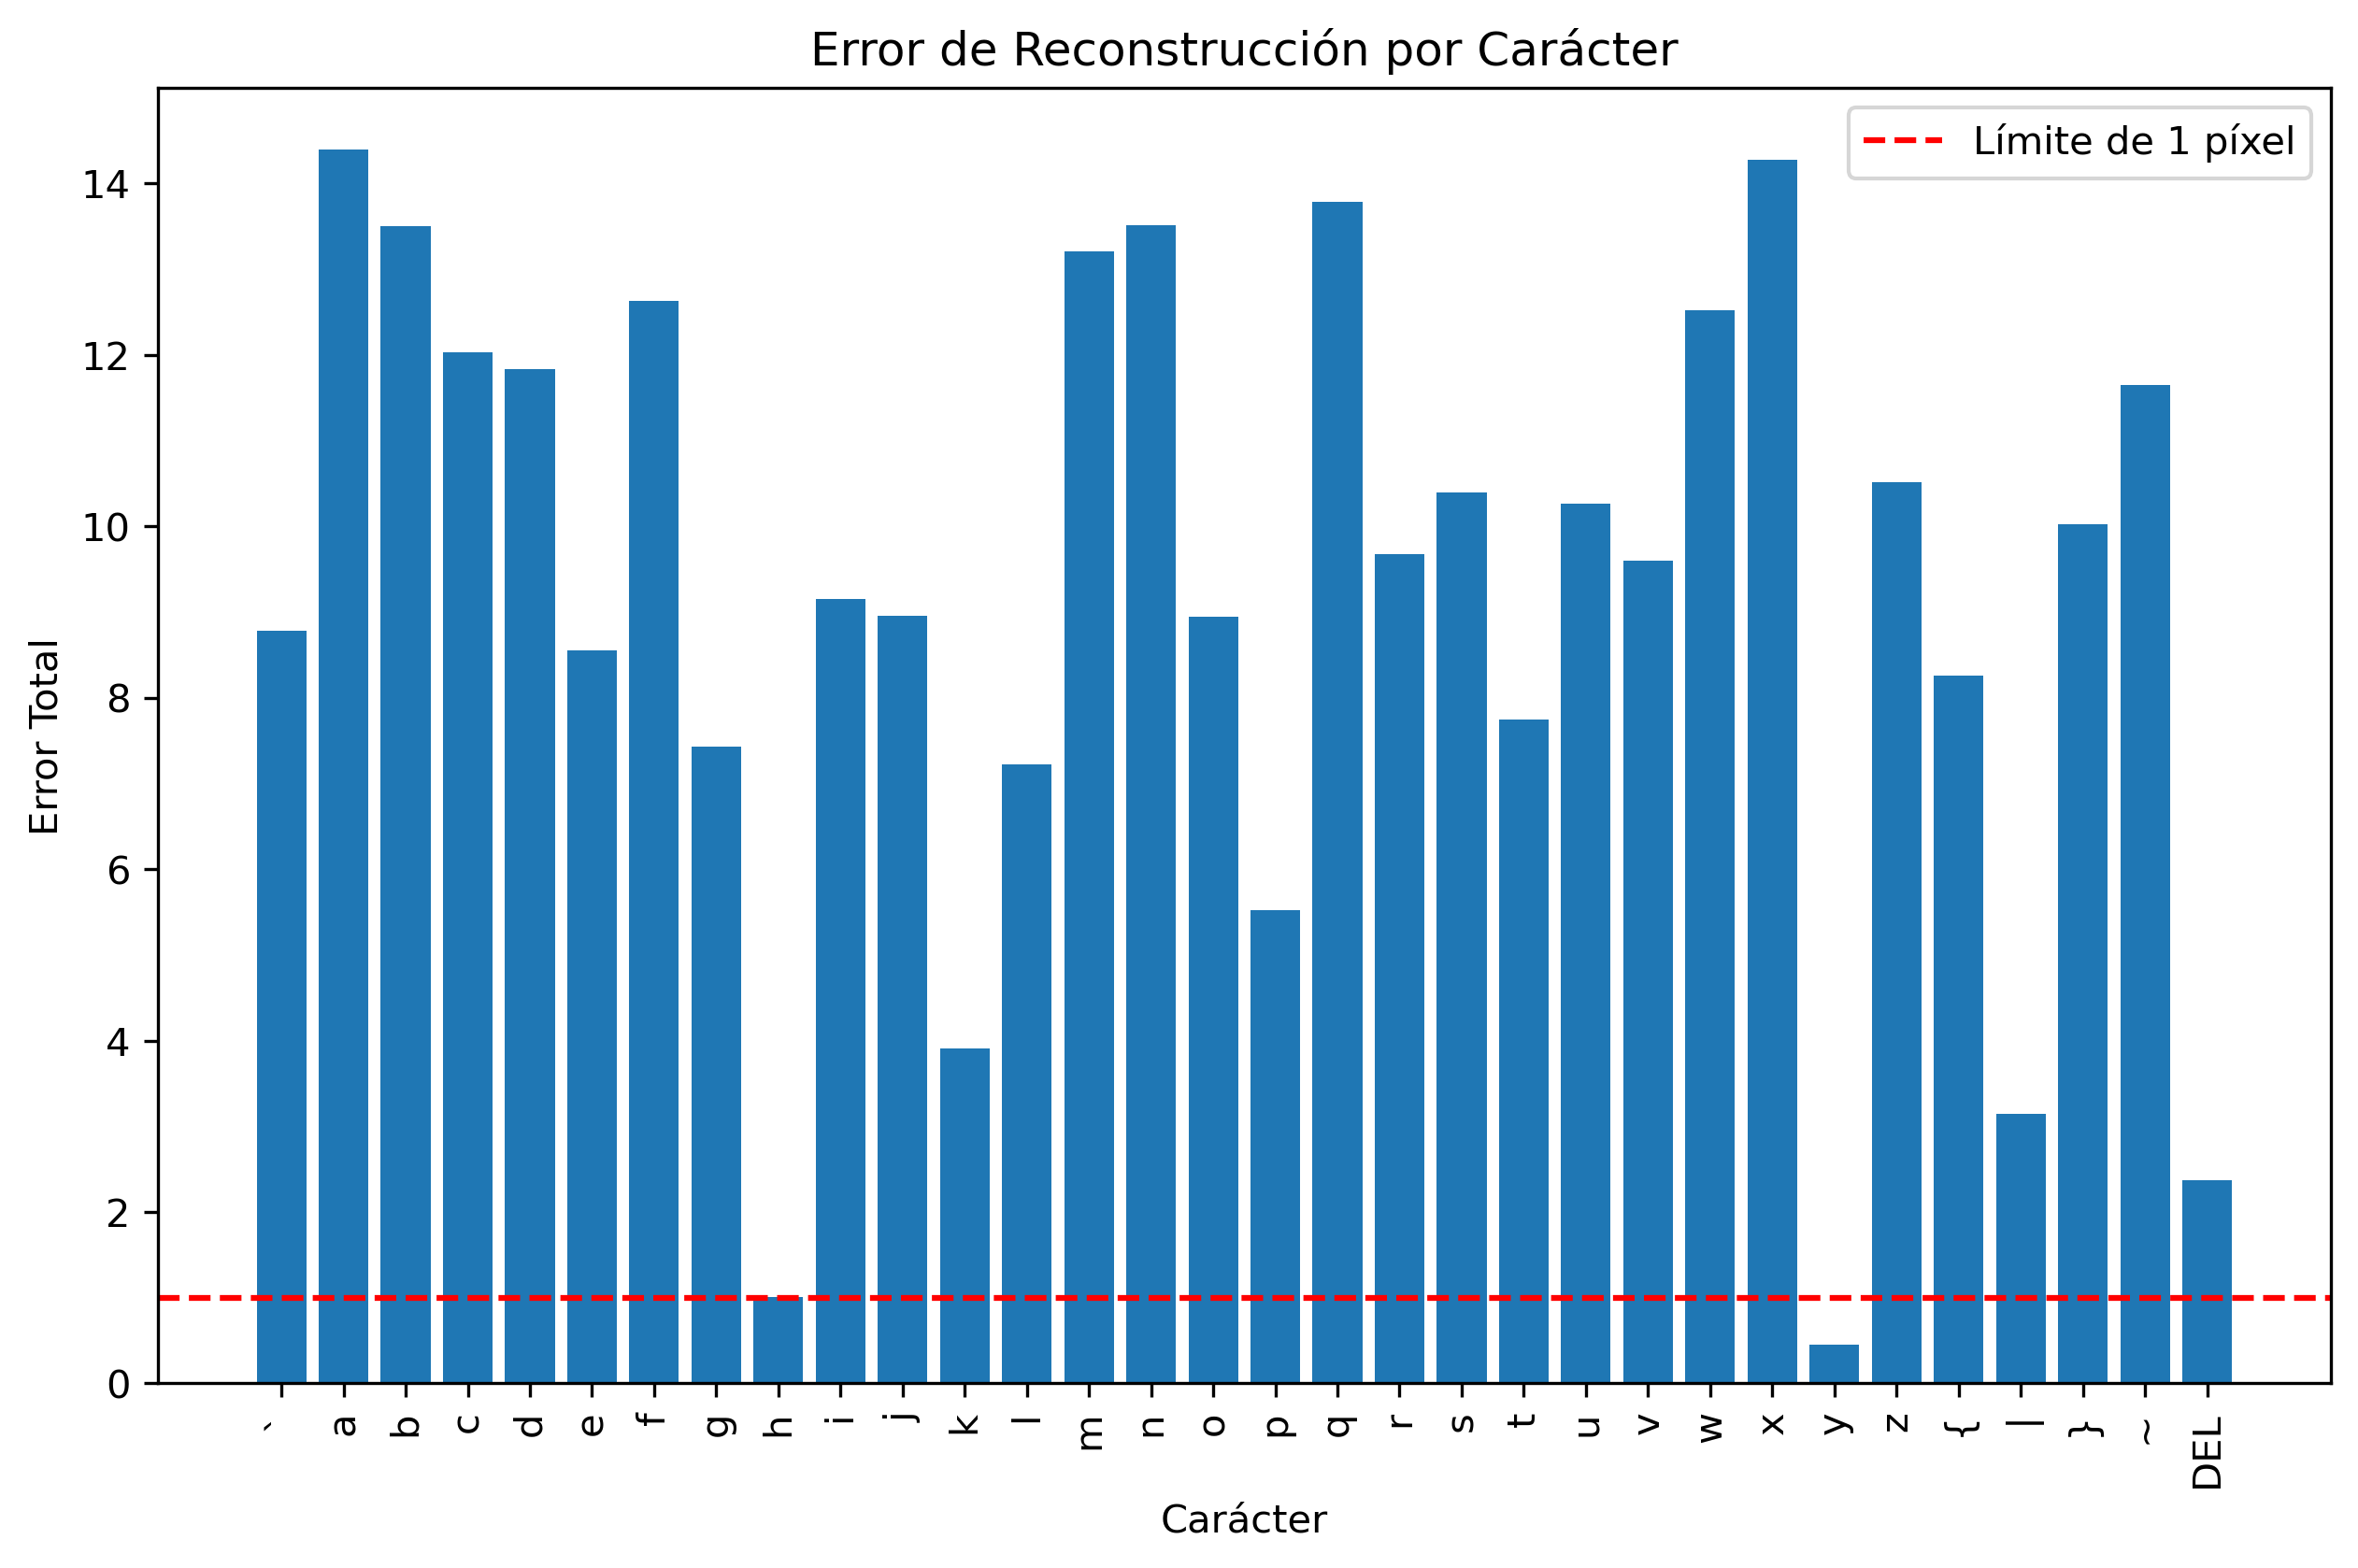 Error de Reconstrucción por Carácter
Límite de 1 píxel
Error Total
14
12
10
8
6
4
2
0
` a b c d e f g h i j k l m n o p q r s t u v w x y z { | } ~ DEL
Carácter